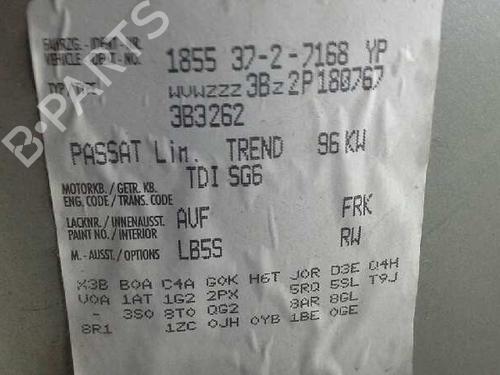 FAHRZG.-IDENT-NR.
VEHICLE-IDENT-NO.
1855 37-2-7168 YP
TYP/TYPE WVWZZZ3Bz2P180767
3B3262
PASSAT Lim. TREND 96 KW
TDI SG6
MOTORKB. / GETR. KB.
ENG. CODE / TRANS. CODE
AVF FRK
LACKNR. / INNENAUSST.
PAINT NO. / INTERIOR
LB5S RW
M.- AUSST. / OPTIONS
X3B B0A C4A G0K H6T J0R D3E Q4H
V0A 1AT 1G2 2PX 5RQ 5SL T9J
- 3S0 8T0 QG2 8AR 8GL
8R1 1ZC 0JH 0YB 1BE 0GE
B-PARTS